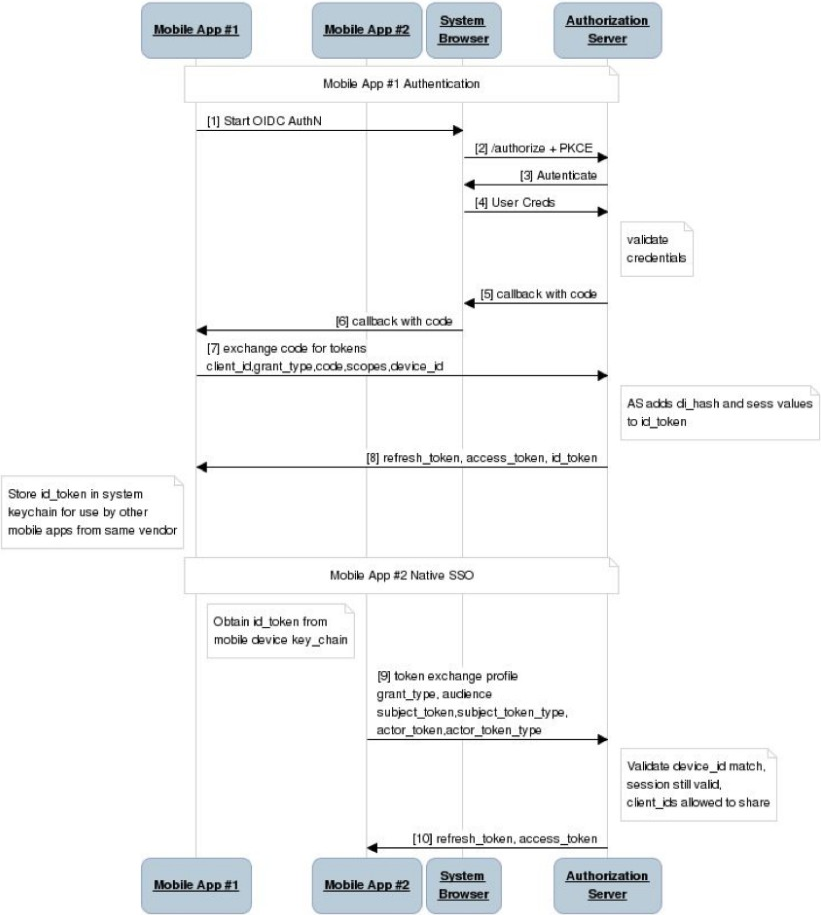 Mobile App #1
Mobile App #2
System
Browser
Authorization
Server
Mobile App #1 Authentication
[1] Start OIDC AuthN
[2] /authorize + PKCE
[3] Autenticate
[4] User Creds
validate
credentials
[5] callback with code
[6] callback with code
[7] exchange code for tokens
client_id,grant_type,code,scopes,device_id
AS adds di_hash and sess values
to id_token
[8] refresh_token, access_token, id_token
Store id_token in system
keychain for use by other
mobile apps from same vendor
Mobile App #2 Native SSO
Obtain id_token from
mobile device key_chain
[9] token exchange profile
grant_type, audience
subject_token,subject_token_type,
actor_token,actor_token_type
Validate device_id match,
session still valid,
client_ids allowed to share
[10] refresh_token, access_token
Mobile App #1
Mobile App #2
System
Browser
Authorization
Server